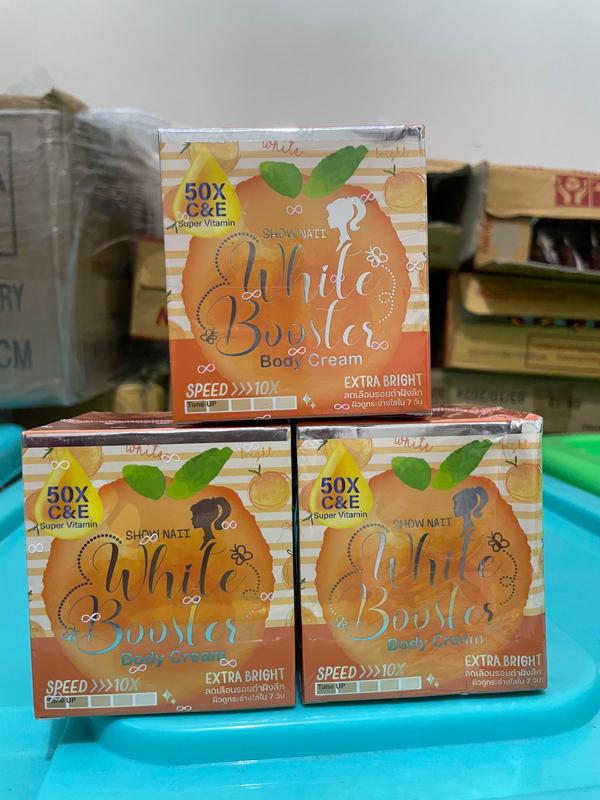 white
bright
50X
C&E
Super Vitamin
SHOW NAII
White
Booster
Body Cream
SPEED >>>10X
Tone UP
EXTRA BRIGHT
ลดเลือนรอยดำฝังลึก
ผิวดูกระจ่างใสใน 7 วัน
RY
CM
white
bright
50X
C&E
Super Vitamin
SHOW NAII
White
Booster
Body Cream
SPEED >>>10X
Tone UP
EXTRA BRIGHT
ลดเลือนรอยดำฝังลึก
ผิวดูกระจ่างใสใน 7 วัน
white
bright
50X
C&E
Super Vitamin
SHOW NAII
White
Booster
Body Cream
SPEED >>>10X
Tone UP
EXTRA BRIGHT
ลดเลือนรอยดำฝังลึก
ผิวดูกระจ่างใสใน 7 วัน